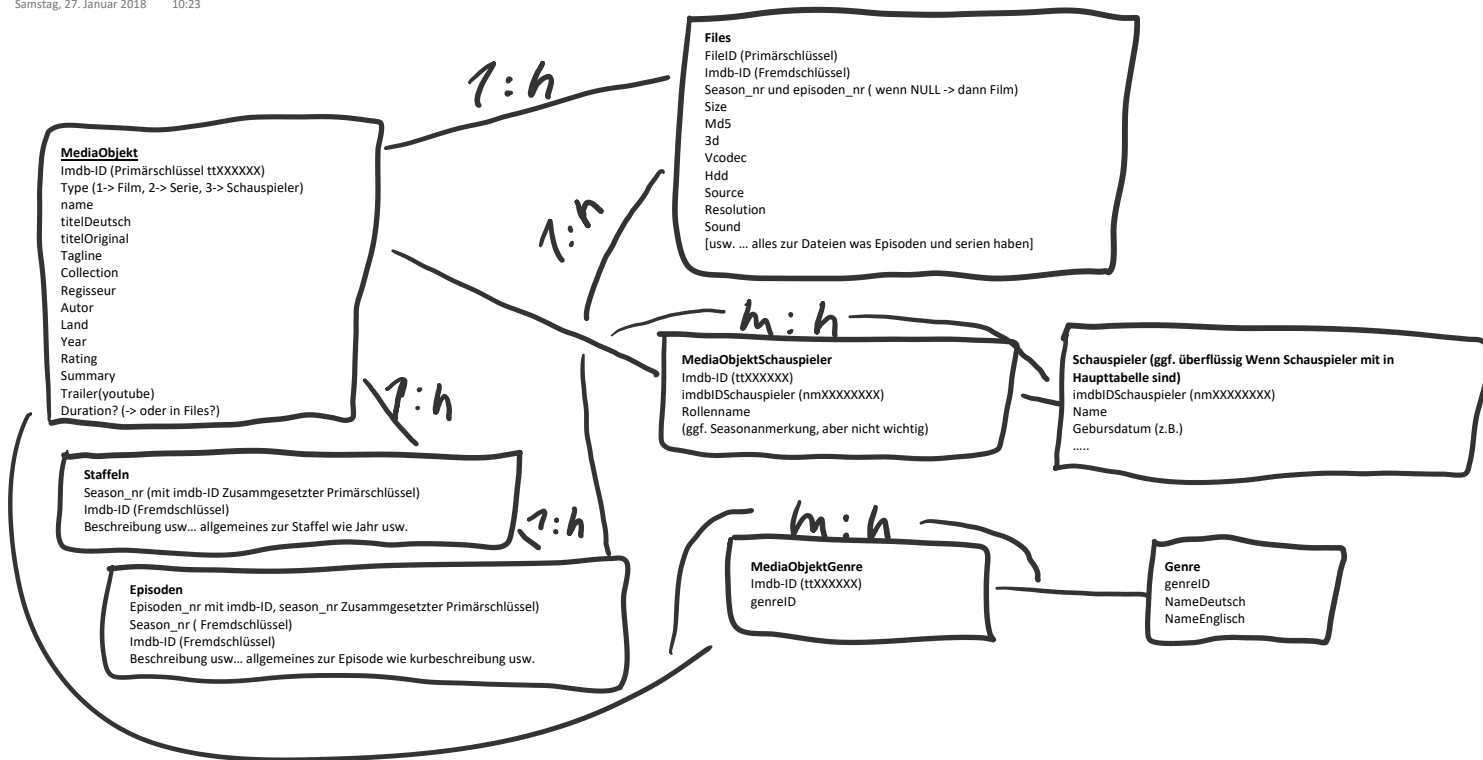 Samstag, 27. Januar 2018 10:23
1:n
Files
FileID (Primärschlüssel)
Imdb-ID (Fremdschlüssel)
Season_nr und episoden_nr ( wenn NULL -> dann Film)
Size
Md5
3d
Vcodec
Hdd
Source
Resolution
Sound
[usw. ... alles zur Dateien was Episoden und serien haben]
MediaObjekt
Imdb-ID (Primärschlüssel ttXXXXXX)
Type (1-> Film, 2-> Serie, 3-> Schauspieler)
name
titelDeutsch
titelOriginal
Tagline
Collection
Regisseur
Autor
Land
Year
Rating
Summary
Trailer(youtube)
Duration? (-> oder in Files?)
1:n
1:n
m:n
MediaObjektSchauspieler
Imdb-ID (ttXXXXXX)
imdbIDSchauspieler (nmXXXXXXXX)
Rollenname
(ggf. Seasonanmerkung, aber nicht wichtig)
Schauspieler (ggf. überflüssig Wenn Schauspieler mit in
Haupttabelle sind)
imdbIDSchauspieler (nmXXXXXXXX)
Name
Gebursdatum (z.B.)
.....
Staffeln
Season_nr (mit imdb-ID Zusammgesetzter Primärschlüssel)
Imdb-ID (Fremdschlüssel)
Beschreibung usw... allgemeines zur Staffel wie Jahr usw.
1:n
Episoden
Episoden_nr mit imdb-ID, season_nr Zusammgesetzter Primärschlüssel)
Season_nr ( Fremdschlüssel)
Imdb-ID (Fremdschlüssel)
Beschreibung usw... allgemeines zur Episode wie kurbeschreibung usw.
m:n
MediaObjektGenre
Imdb-ID (ttXXXXXX)
genreID
Genre
genreID
NameDeutsch
NameEnglisch